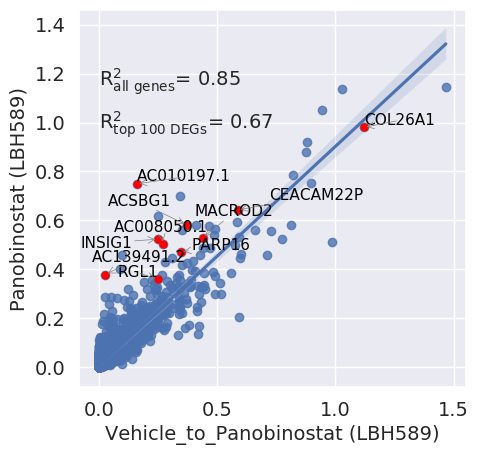 1.4
1.2
1.0
0.8
0.6
0.4
0.2
0.0
Panobinostat (LBH589)
R²all genes= 0.85
R²top 100 DEGs= 0.67
COL26A1
AC010197.1
CEACAM22P
ACSBG1
MACROD2
AC008050.1
INSIG1
PARP16
AC139491.2
RGL1
0.0
0.5
1.0
1.5
Vehicle_to_Panobinostat (LBH589)